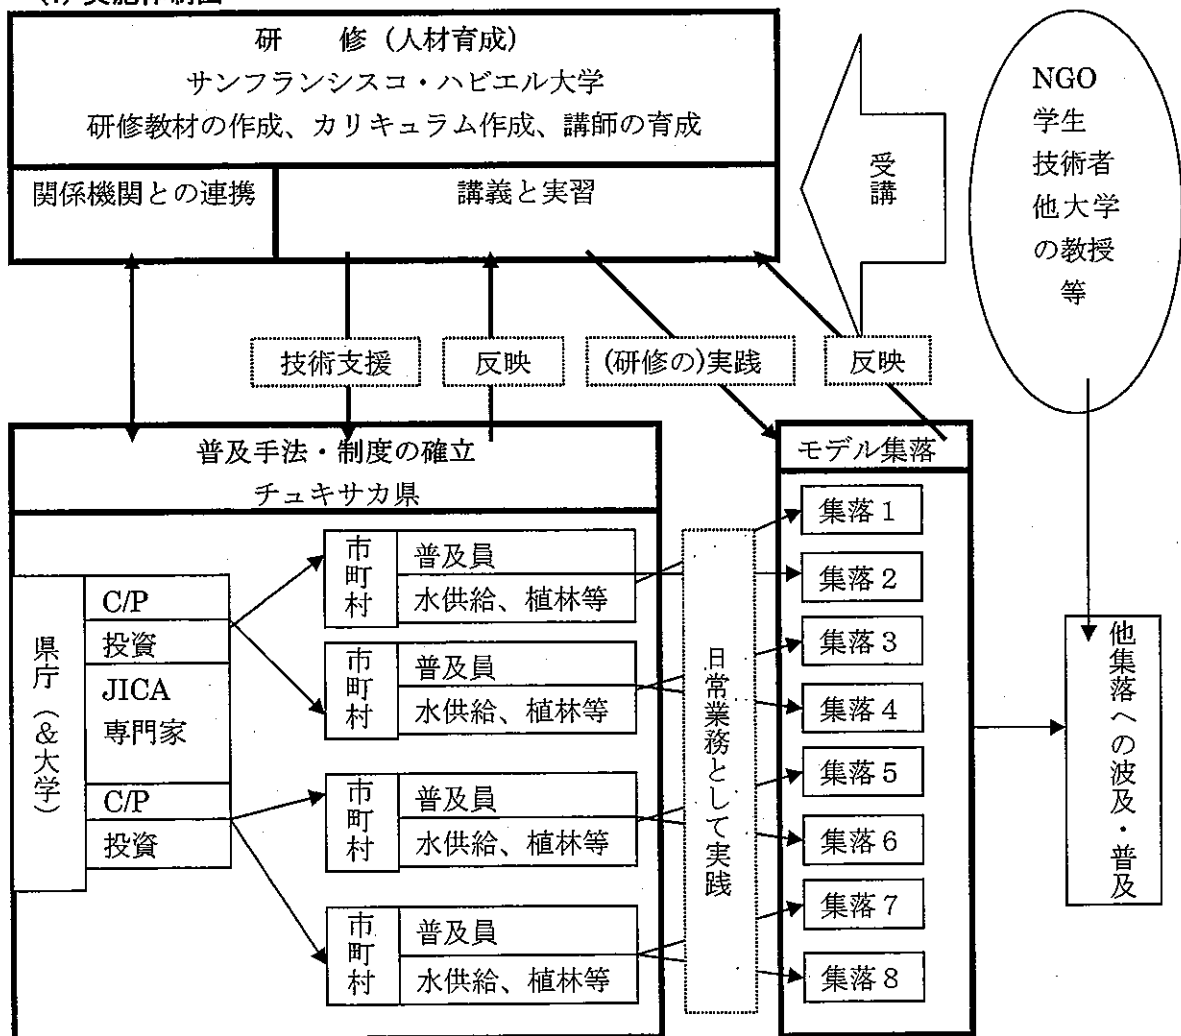 研　修（人材育成）
サンフランシスコ・ハビエル大学
研修教材の作成、カリキュラム作成、講師の育成
関係機関との連携
講義と実習
受講
NGO
学生
技術者
他大学
の教授
等
技術支援
反映
(研修の)実践
反映
普及手法・制度の確立
チュキサカ県
県庁（＆大学）
C/P
投資
JICA
専門家
C/P
投資
市町村
普及員
水供給、植林等
市町村
普及員
水供給、植林等
市町村
普及員
水供給、植林等
市町村
普及員
水供給、植林等
日常業務として実践
モデル集落
集落１
集落２
集落３
集落４
集落５
集落６
集落７
集落８
他集落への波及・普及